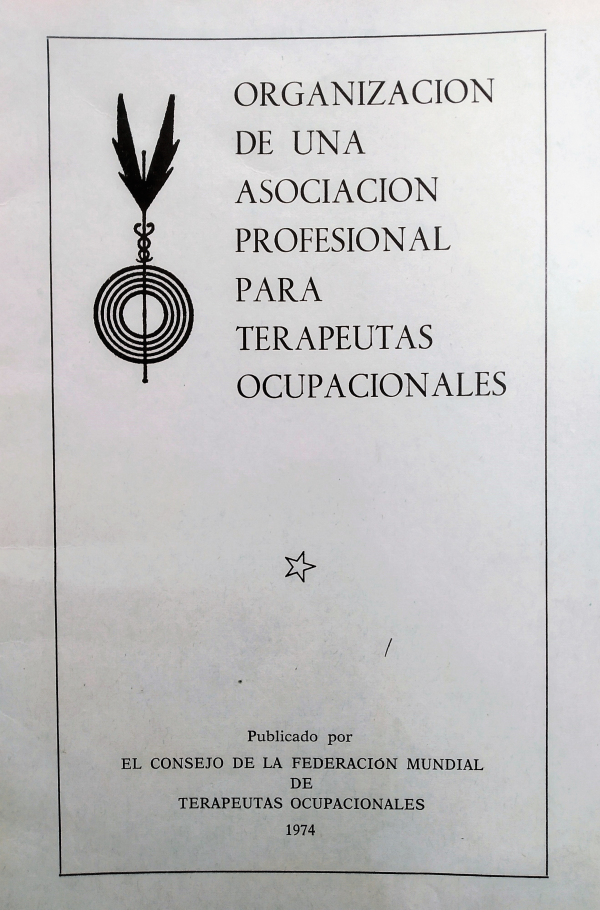 ORGANIZACION
DE UNA
ASOCIACION
PROFESIONAL
PARA
TERAPEUTAS
OCUPACIONALES
Publicado por
EL CONSEJO DE LA FEDERACIÓN MUNDIAL
DE
TERAPEUTAS OCUPACIONALES
1974